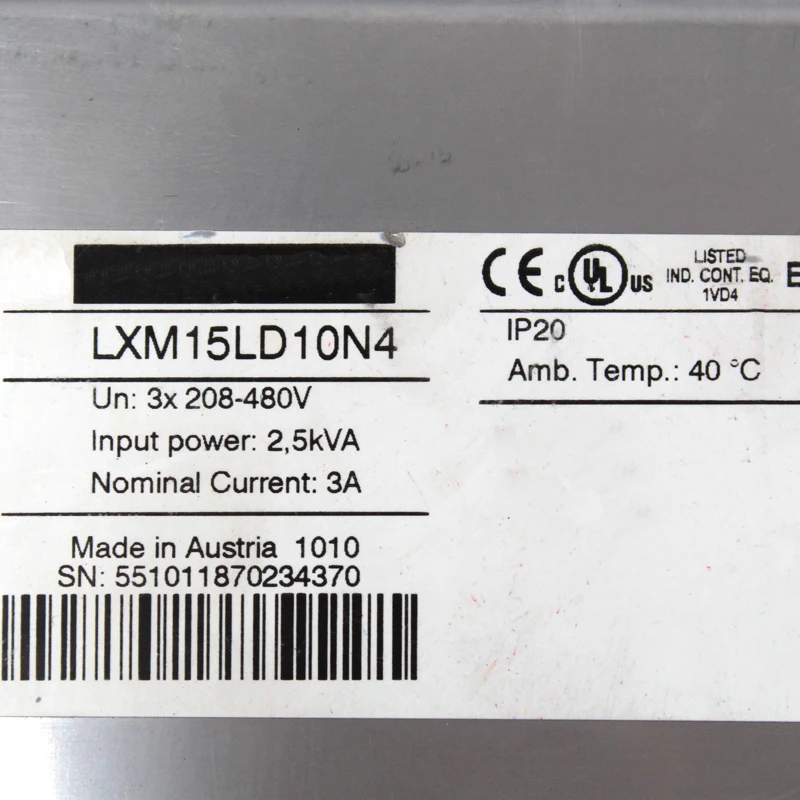 LXM15LD10N4
Un: 3x 208-480V
Input power: 2,5kVA
Nominal Current: 3A
Made in Austria 1010
SN: 551011870234370
CE
c UL us
LISTED
IND. CONT. EQ.
1VD4
IP20
Amb. Temp.: 40 °C